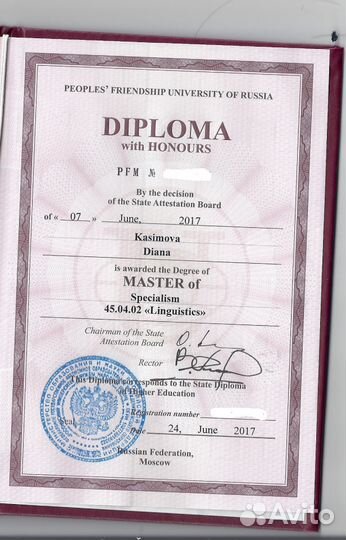 PEOPLES' FRIENDSHIP UNIVERSITY OF RUSSIA
DIPLOMA
with HONOURS
PFM №
By the decision
of the State Attestation Board
of « 07 » June, 2017
Kasimova
Diana
is awarded the Degree of
MASTER of
Specialism
45.04.02 «Linguistics»
Chairman of the State
Attestation Board
Rector
This Diploma corresponds to the State Diploma
of Higher Education
Registration number
Seal
Date 24, June 2017
Russian Federation,
Moscow
Avito